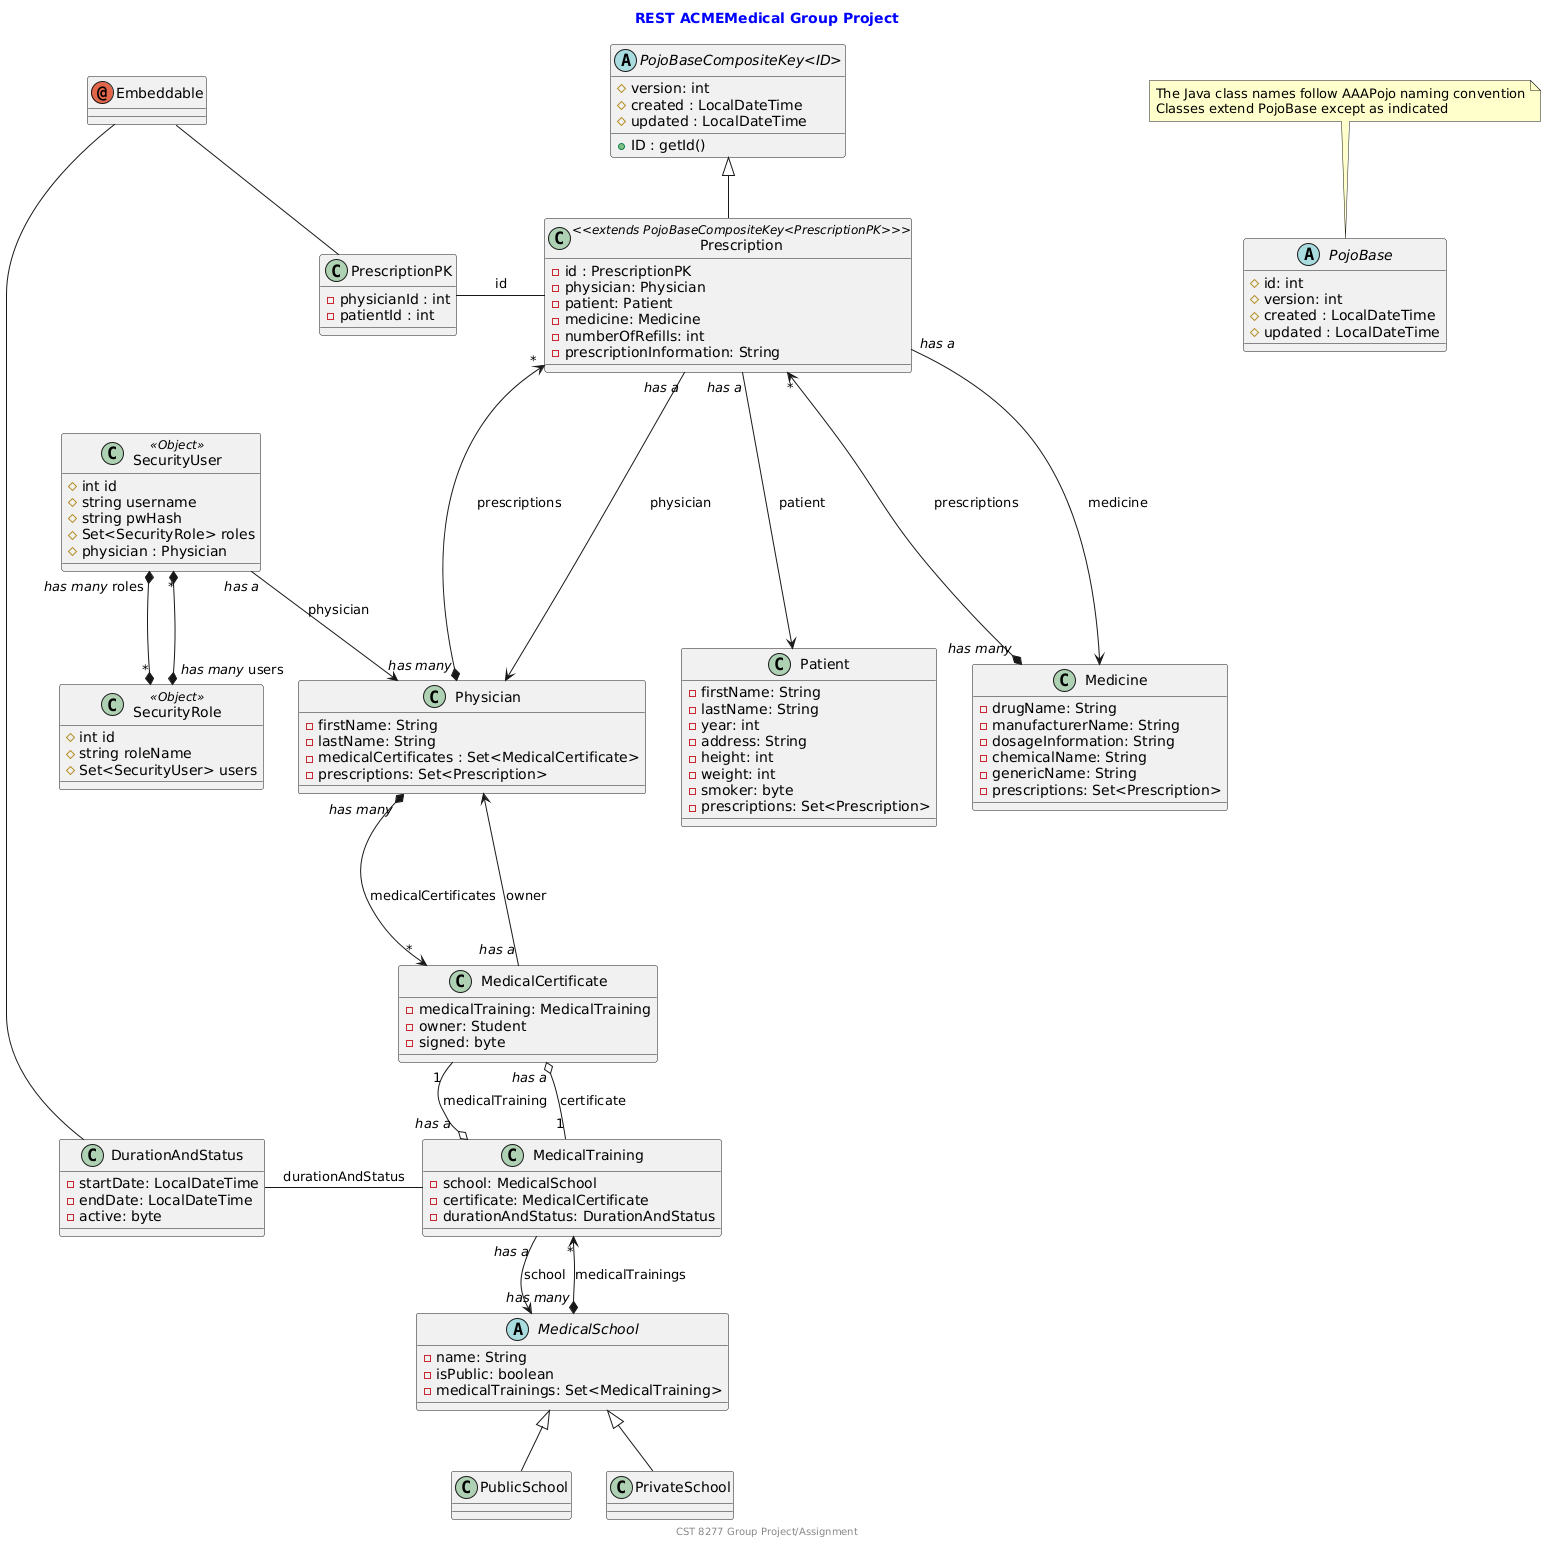 REST ACMEMedical Group Project
A PojoBaseCompositeKey<ID>
version: int
created : LocalDateTime
updated : LocalDateTime
ID : getId()
@ Embeddable
The Java class names follow AAAPojo naming convention
Classes extend PojoBase except as indicated
C <<extends PojoBaseCompositeKey<PrescriptionPK>>>
Prescription
id : PrescriptionPK
physician: Physician
patient: Patient
medicine: Medicine
numberOfRefills: int
prescriptionInformation: String
C PrescriptionPK
physicianId : int
patientId : int
id
A PojoBase
id: int
version: int
created : LocalDateTime
updated : LocalDateTime
*
has a
has a
*
has a
C «Object»
SecurityUser
int id
string username
string pwHash
Set<SecurityRole> roles
physician : Physician
prescriptions
physician
patient
prescriptions
medicine
has many roles
*
has a
physician
*
has many users
has many
has many
C «Object»
SecurityRole
int id
string roleName
Set<SecurityUser> users
C Physician
firstName: String
lastName: String
medicalCertificates : Set<MedicalCertificate>
prescriptions: Set<Prescription>
C Patient
firstName: String
lastName: String
year: int
address: String
height: int
weight: int
smoker: byte
prescriptions: Set<Prescription>
C Medicine
drugName: String
manufacturerName: String
dosageInformation: String
chemicalName: String
genericName: String
prescriptions: Set<Prescription>
has many
medicalCertificates
owner
*
has a
C MedicalCertificate
medicalTraining: MedicalTraining
owner: Student
signed: byte
1
has a
medicalTraining
certificate
has a
1
C DurationAndStatus
startDate: LocalDateTime
endDate: LocalDateTime
active: byte
durationAndStatus
C MedicalTraining
school: MedicalSchool
certificate: MedicalCertificate
durationAndStatus: DurationAndStatus
has a
*
school
medicalTrainings
has many
A MedicalSchool
name: String
isPublic: boolean
medicalTrainings: Set<MedicalTraining>
C PublicSchool
C PrivateSchool
CST 8277 Group Project/Assignment